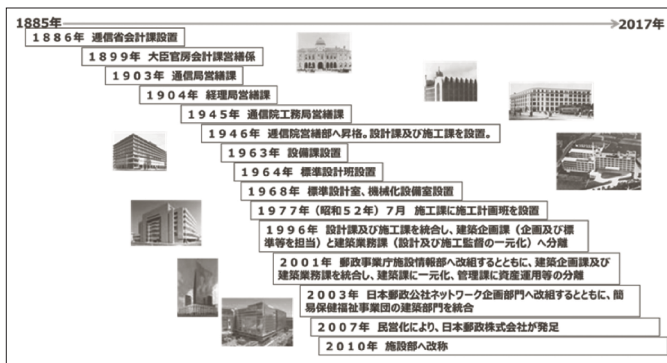 1885年
2017年
1886年 逓信省会計課設置
1899年 大臣官房会計課営繕係
1903年 通信局営繕課
1904年 経理局営繕課
1945年 逓信院工務局営繕課
1946年 逓信院営繕部へ昇格。設計課及び施工課を設置。
1963年 設備課設置
1964年 標準設計班設置
1968年 標準設計室、機械化設備室設置
1977年(昭和52年)7月 施工課に施工計画班を設置
1996年 設計課及び施工課を統合し、建築企画課(企画及び標
準等を担当)と建築業務課(設計及び施工監督の一元化)へ分離
2001年 郵政事業庁施設情報部へ改組するとともに、建築企画課及び
建築業務課を統合し、建築課に一元化、管理課に資産運用等の分離
2003年 日本郵政公社ネットワーク企画部門へ改組するとともに、簡
易保健福祉事業団の建築部門を統合
2007年 民営化により、日本郵政株式会社が発足
2010年 施設部へ改称